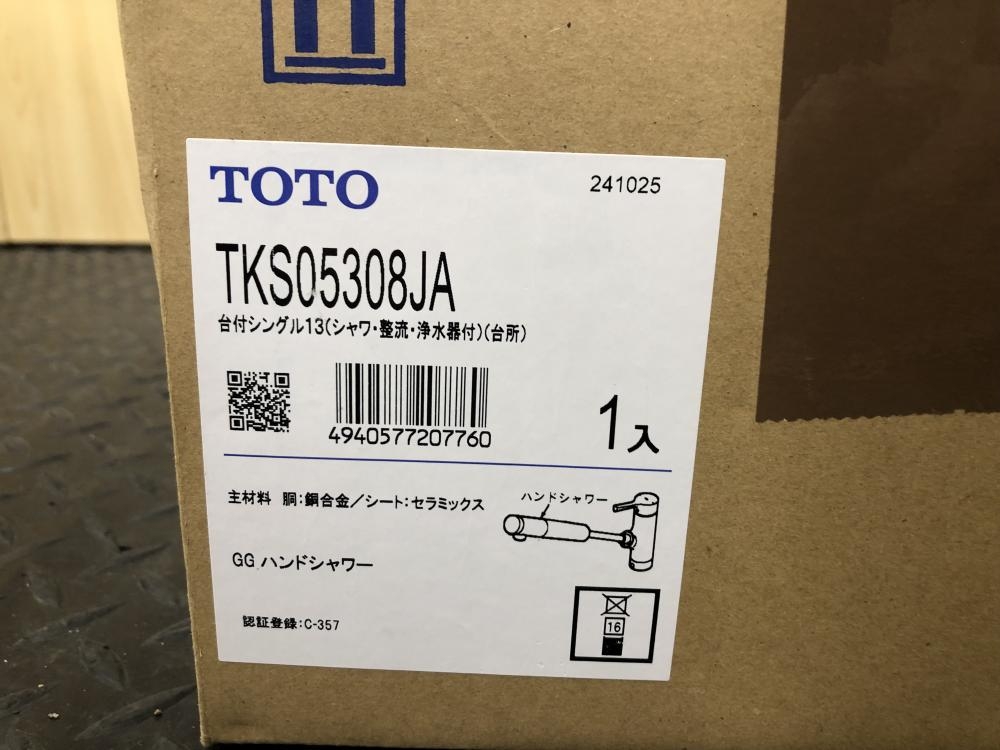 TOTO
241025
TKS05308JA
台付シングル13(シャワ・整流・浄水器付)(台所)
4940577207760
1入
主材料 胴:銅合金/シート:セラミックス
ハンドシャワー
GG ハンドシャワー
認証登録:C-357
16